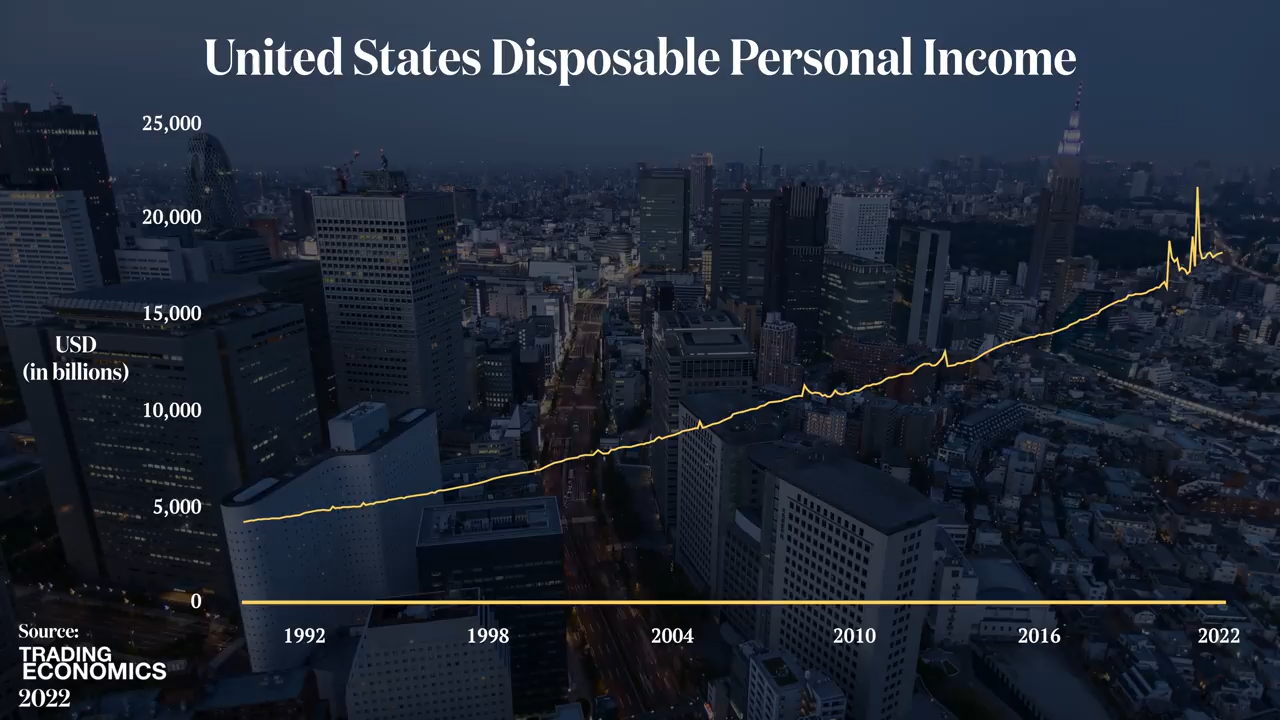 United States Disposable Personal Income
25,000
20,000
15,000
USD
(in billions)
10,000
5,000
0
1992 1998 2004 2010 2016 2022
Source:
TRADING
ECONOMICS
2022